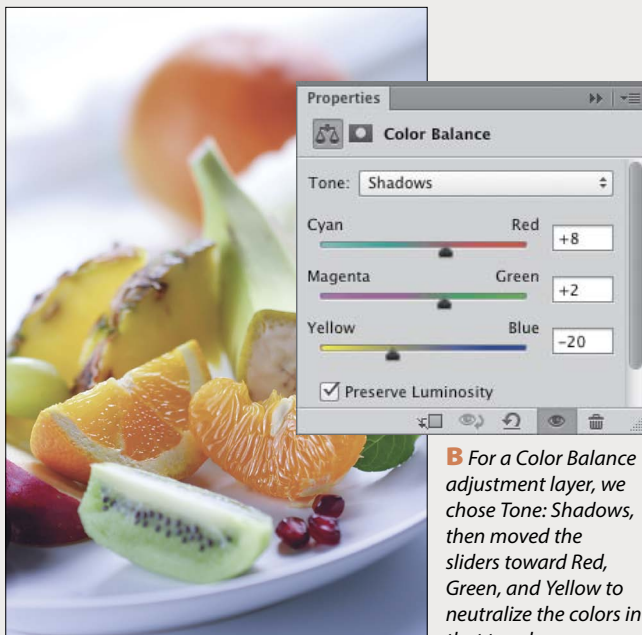 Properties
Color Balance
Tone: Shadows
Cyan Red +8
Magenta Green +2
Yellow Blue -20
Preserve Luminosity
B For a Color Balance
adjustment layer, we
chose Tone: Shadows,
then moved the
sliders toward Red,
Green, and Yellow to
neutralize the colors in